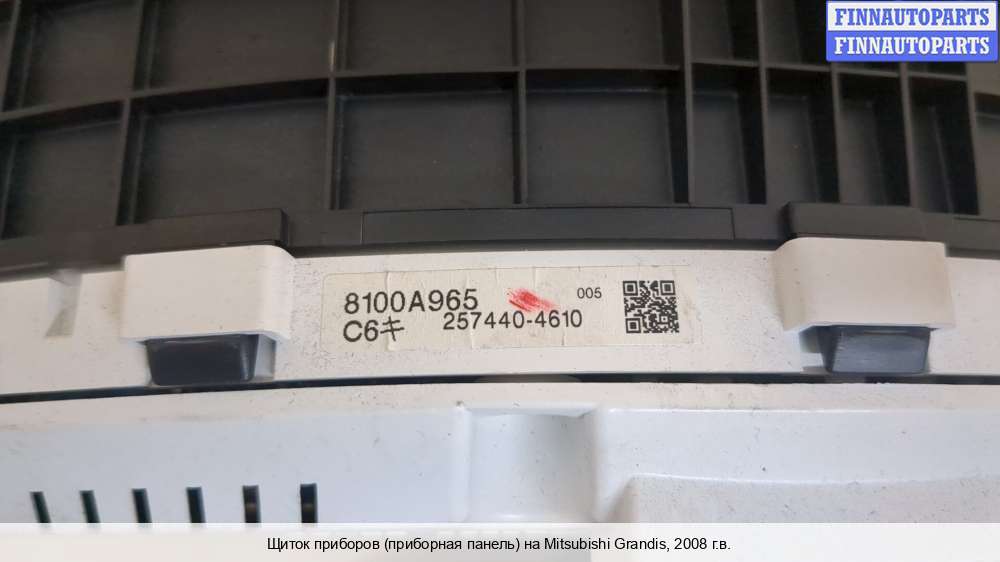 FINNAUTOPARTS
FINNAUTOPARTS
8100A965
005
C6キ 257440-4610
Щиток приборов (приборная панель) на Mitsubishi Grandis, 2008 г.в.